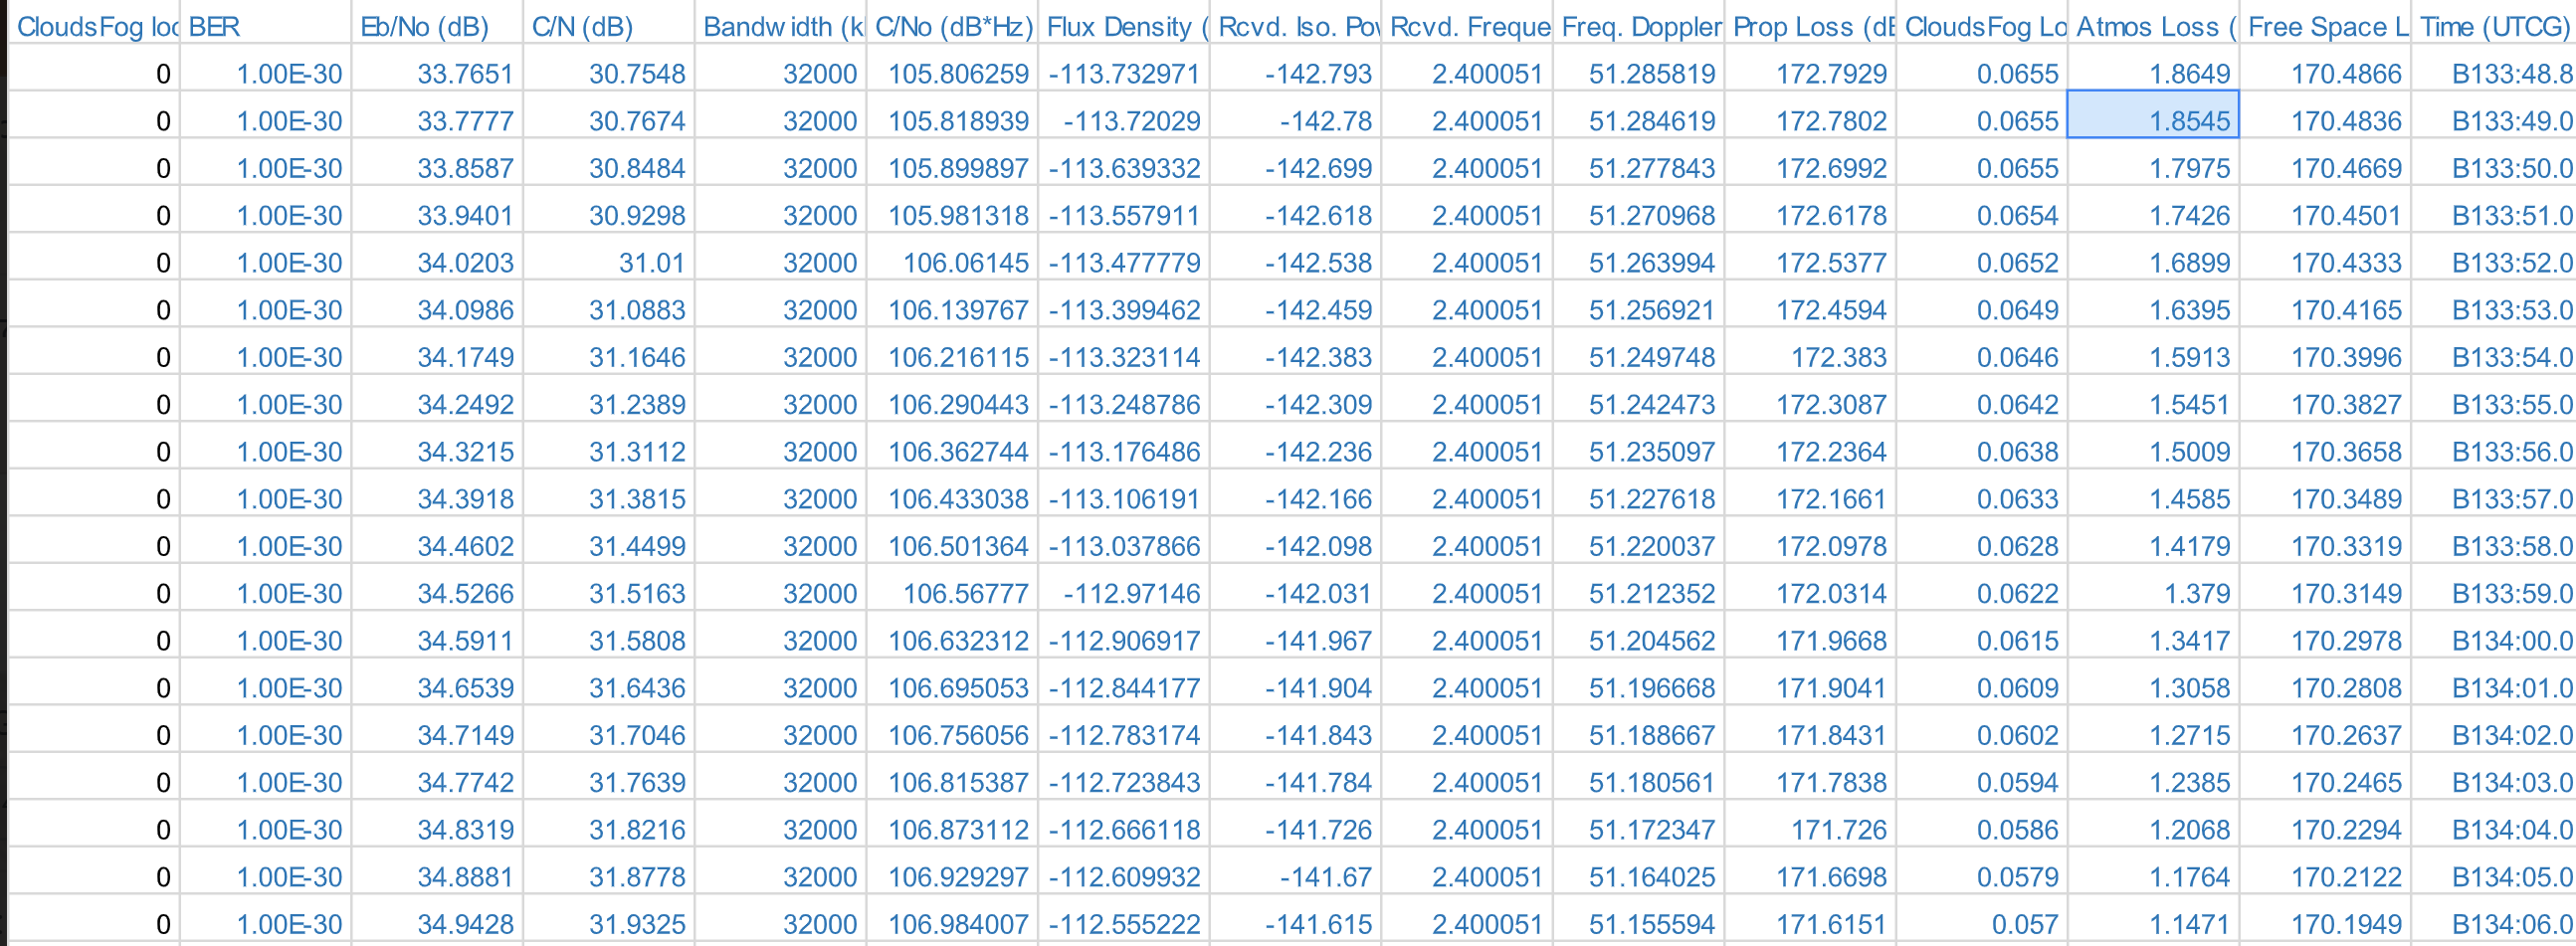 CloudsFog loc BER Eb/No (dB) C/N (dB) Bandwidth (k C/No (dB*Hz) Flux Density ( Rcvd. Iso. Pov Rcvd. Freque Freq. Doppler Prop Loss (dE CloudsFog Lo Atmos Loss ( Free Space L Time (UTCG)
0 1.00E-30 33.7651 30.7548 32000 105.806259 -113.732971 -142.793 2.400051 51.285819 172.7929 0.0655 1.8649 170.4866 B133:48.8
0 1.00E-30 33.7777 30.7674 32000 105.818939 -113.72029 -142.78 2.400051 51.284619 172.7802 0.0655 1.8545 170.4836 B133:49.0
0 1.00E-30 33.8587 30.8484 32000 105.899897 -113.639332 -142.699 2.400051 51.277843 172.6992 0.0655 1.7975 170.4669 B133:50.0
0 1.00E-30 33.9401 30.9298 32000 105.981318 -113.557911 -142.618 2.400051 51.270968 172.6178 0.0654 1.7426 170.4501 B133:51.0
0 1.00E-30 34.0203 31.01 32000 106.06145 -113.477779 -142.538 2.400051 51.263994 172.5377 0.0652 1.6899 170.4333 B133:52.0
0 1.00E-30 34.0986 31.0883 32000 106.139767 -113.399462 -142.459 2.400051 51.256921 172.4594 0.0649 1.6395 170.4165 B133:53.0
0 1.00E-30 34.1749 31.1646 32000 106.216115 -113.323114 -142.383 2.400051 51.249748 172.383 0.0646 1.5913 170.3996 B133:54.0
0 1.00E-30 34.2492 31.2389 32000 106.290443 -113.248786 -142.309 2.400051 51.242473 172.3087 0.0642 1.5451 170.3827 B133:55.0
0 1.00E-30 34.3215 31.3112 32000 106.362744 -113.176486 -142.236 2.400051 51.235097 172.2364 0.0638 1.5009 170.3658 B133:56.0
0 1.00E-30 34.3918 31.3815 32000 106.433038 -113.106191 -142.166 2.400051 51.227618 172.1661 0.0633 1.4585 170.3489 B133:57.0
0 1.00E-30 34.4602 31.4499 32000 106.501364 -113.037866 -142.098 2.400051 51.220037 172.0978 0.0628 1.4179 170.3319 B133:58.0
0 1.00E-30 34.5266 31.5163 32000 106.56777 -112.97146 -142.031 2.400051 51.212352 172.0314 0.0622 1.379 170.3149 B133:59.0
0 1.00E-30 34.5911 31.5808 32000 106.632312 -112.906917 -141.967 2.400051 51.204562 171.9668 0.0615 1.3417 170.2978 B134:00.0
0 1.00E-30 34.6539 31.6436 32000 106.695053 -112.844177 -141.904 2.400051 51.196668 171.9041 0.0609 1.3058 170.2808 B134:01.0
0 1.00E-30 34.7149 31.7046 32000 106.756056 -112.783174 -141.843 2.400051 51.188667 171.8431 0.0602 1.2715 170.2637 B134:02.0
0 1.00E-30 34.7742 31.7639 32000 106.815387 -112.723843 -141.784 2.400051 51.180561 171.7838 0.0594 1.2385 170.2465 B134:03.0
0 1.00E-30 34.8319 31.8216 32000 106.873112 -112.666118 -141.726 2.400051 51.172347 171.726 0.0586 1.2068 170.2294 B134:04.0
0 1.00E-30 34.8881 31.8778 32000 106.929297 -112.609932 -141.67 2.400051 51.164025 171.6698 0.0579 1.1764 170.2122 B134:05.0
0 1.00E-30 34.9428 31.9325 32000 106.984007 -112.555222 -141.615 2.400051 51.155594 171.6151 0.057 1.1471 170.1949 B134:06.0